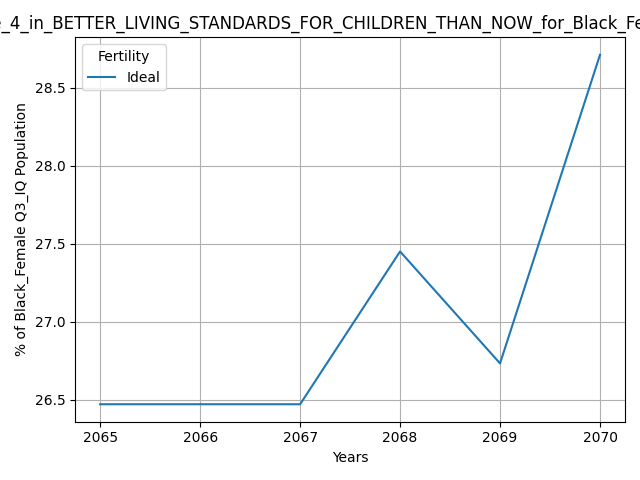 _4_in_BETTER_LIVING_STANDARDS_FOR_CHILDREN_THAN_NOW_for_Black_Fe
Fertility
Ideal
28.5
28.0
27.5
27.0
26.5
% of Black_Female Q3_IQ Population
2065 2066 2067 2068 2069 2070
Years